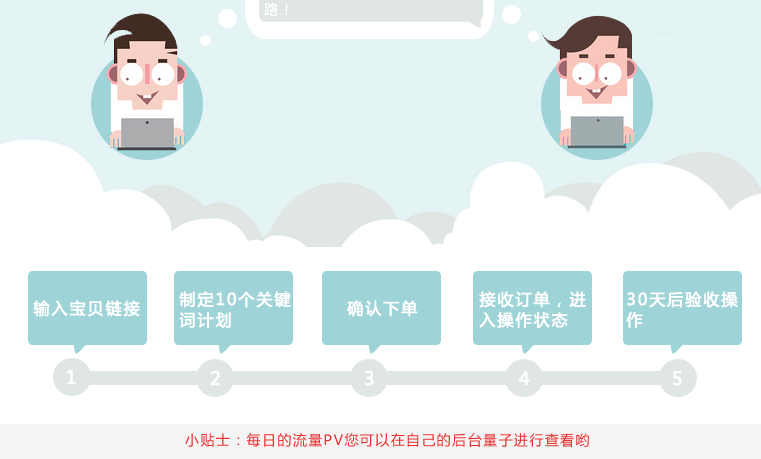 路！
输入宝贝链接
制定10个关键
词计划
确认下单
接收订单，进
入操作状态
30天后验收操
作
1
2
3
4
5
小贴士：每日的流量PV您可以在自己的后台量子进行查看哟